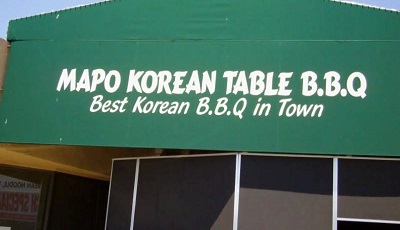 MAPO KOREAN TABLE B.B.Q
Best Korean B.B.Q in Town